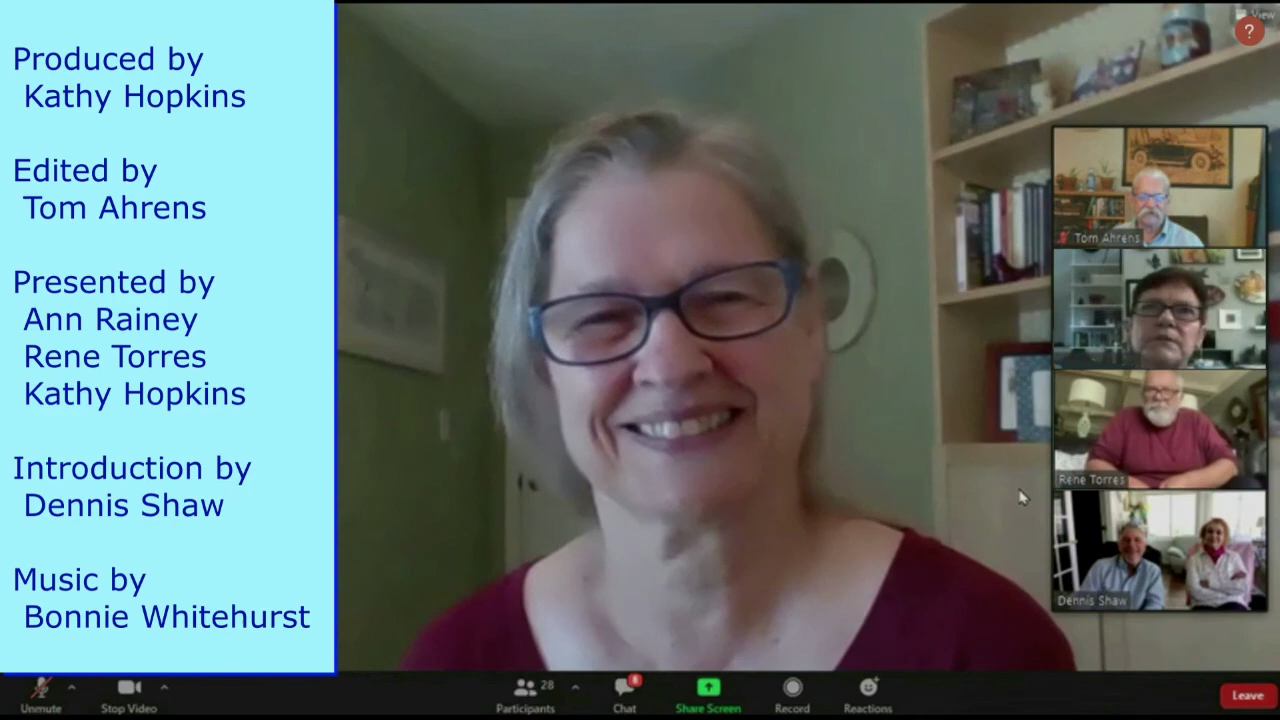 Produced by
Kathy Hopkins
Edited by
Tom Ahrens
Presented by
Ann Rainey
Rene Torres
Kathy Hopkins
Introduction by
Dennis Shaw
Music by
Bonnie Whitehurst
View
?
Tom Ahrens
Rene Torres
Dennis Shaw
Unmute
Stop Video
28
Participants
8
Chat
Share Screen
Record
Reactions
Leave